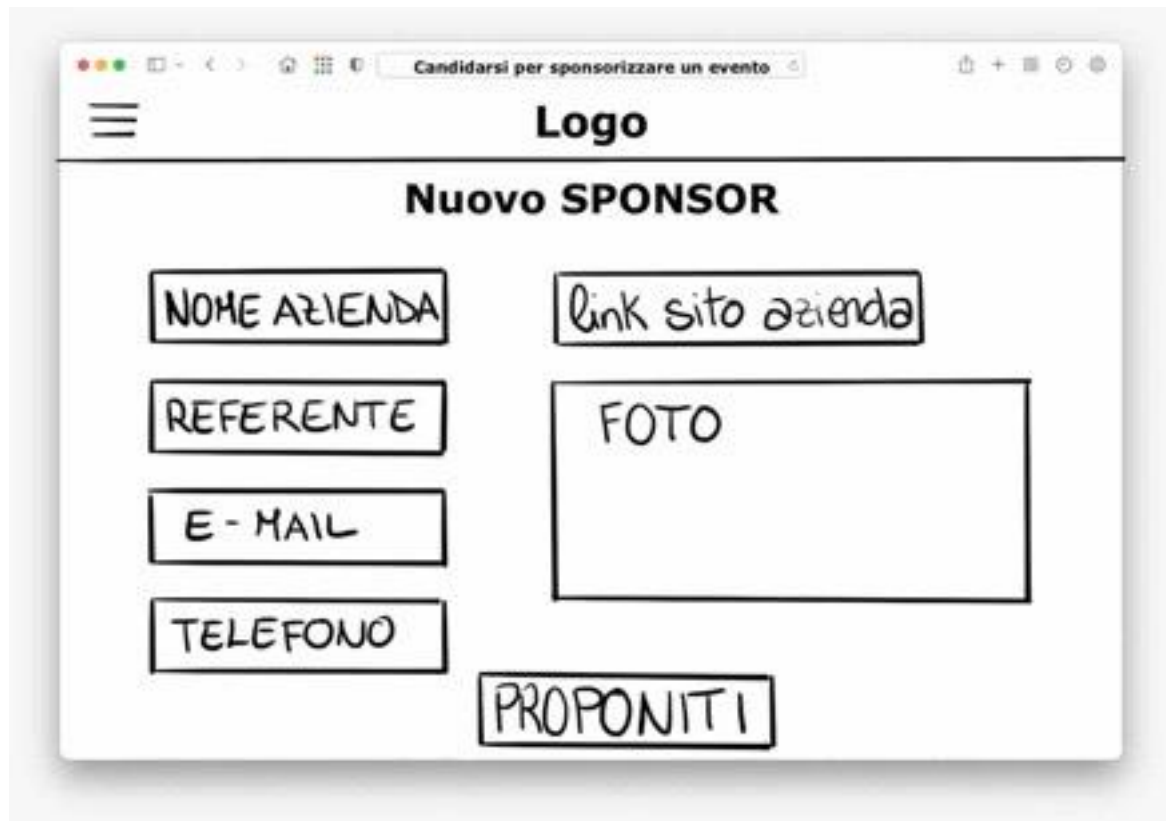 Candidarsi per sponsorizzare un evento
Logo
Nuovo SPONSOR
NOME AZIENDA
link sito azienda
REFERENTE
FOTO
E-MAIL
TELEFONO
PROPONITI